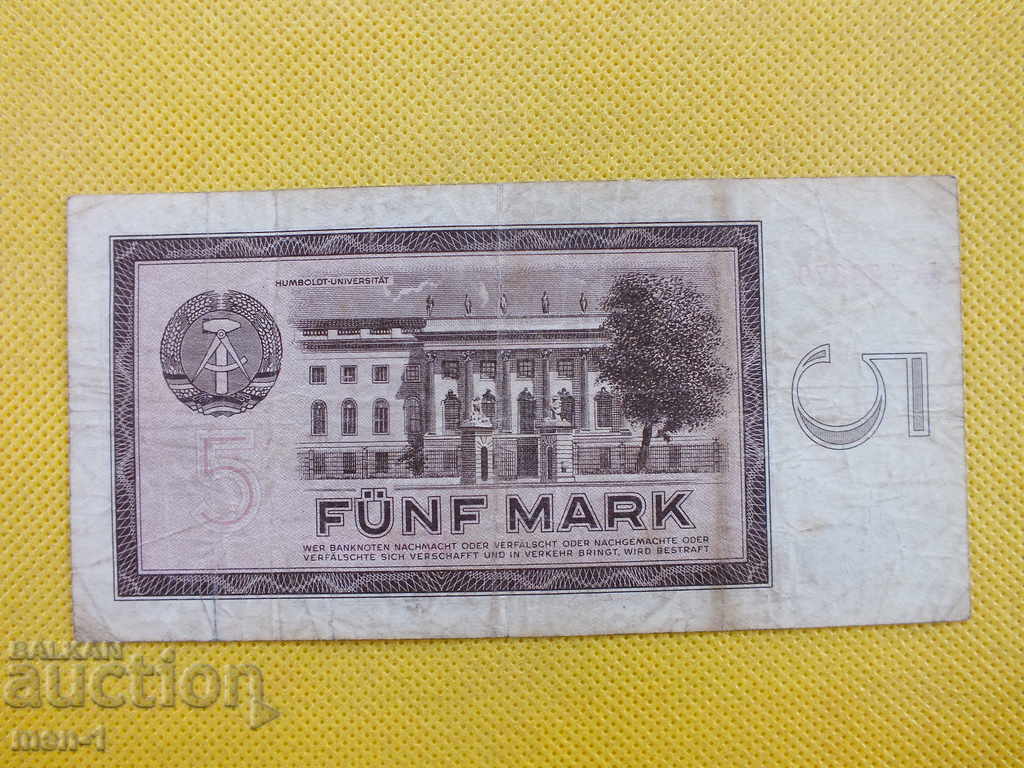 HUMBOLDT-UNIVERSITÄT
5
5
FÜNF MARK
WER BANKNOTEN NACHMACHT ODER VERFÄLSCHT ODER NACHGEMACHTE ODER
VERFÄLSCHTE SICH VERSCHAFFT UND IN VERKEHR BRINGT, WIRD BESTRAFT
BALKAN
auction
men-1